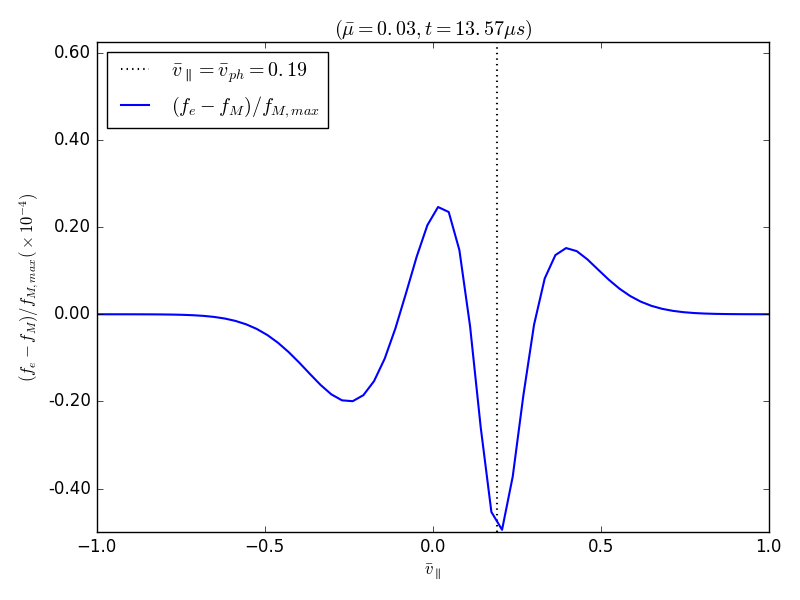 (μ̄ = 0.03, t = 13.57μs)
v̄∥ = v̄ph = 0.19
(fe − fM)/fM,max
0.60
0.40
0.20
0.00
−0.20
−0.40
(fe − fM)/fM,max(×10⁻⁴)
−1.0 −0.5 0.0 0.5 1.0
v̄∥